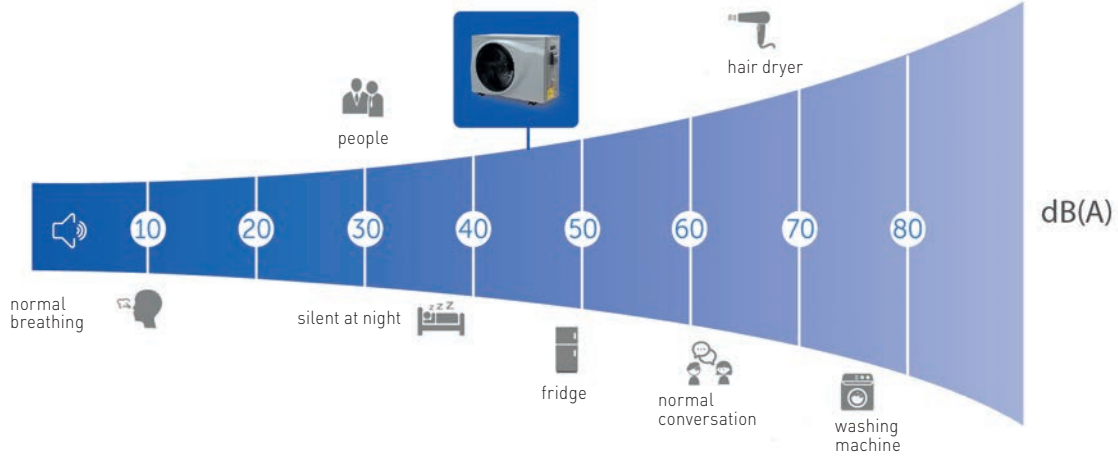 hair dryer
people
10
20
30
40
50
60
70
80
dB(A)
normal
breathing
silent at night
zzZZ
fridge
normal
conversation
washing
machine